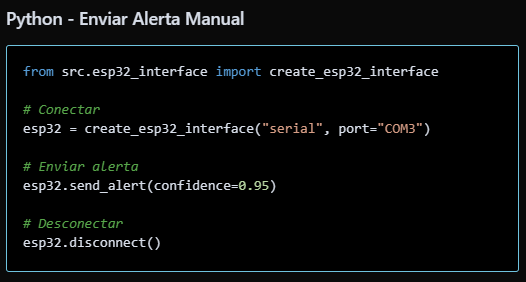 Python - Enviar Alerta Manual
from src.esp32_interface import create_esp32_interface
# Conectar
esp32 = create_esp32_interface("serial", port="COM3")
# Enviar alerta
esp32.send_alert(confidence=0.95)
# Desconectar
esp32.disconnect()